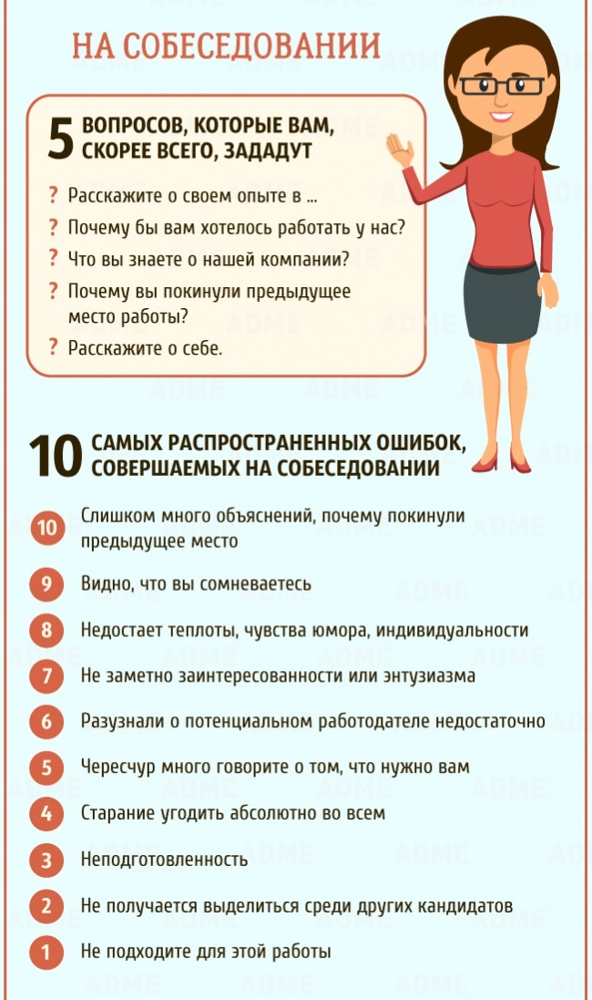 НА СОБЕСЕДОВАНИИ
5 ВОПРОСОВ, КОТОРЫЕ ВАМ,
СКОРЕЕ ВСЕГО, ЗАДАДУТ
? Расскажите о своем опыте в ...
? Почему бы вам хотелось работать у нас?
? Что вы знаете о нашей компании?
? Почему вы покинули предыдущее
место работы?
? Расскажите о себе.
10 САМЫХ РАСПРОСТРАНЕННЫХ ОШИБОК,
СОВЕРШАЕМЫХ НА СОБЕСЕДОВАНИИ
10 Слишком много объяснений, почему покинули
предыдущее место
9 Видно, что вы сомневаетесь
8 Недостает теплоты, чувства юмора, индивидуальности
7 Не заметно заинтересованности или энтузиазма
6 Разузнали о потенциальном работодателе недостаточно
5 Чересчур много говорите о том, что нужно вам
4 Старание угодить абсолютно во всем
3 Неподготовленность
2 Не получается выделиться среди других кандидатов
1 Не подходите для этой работы